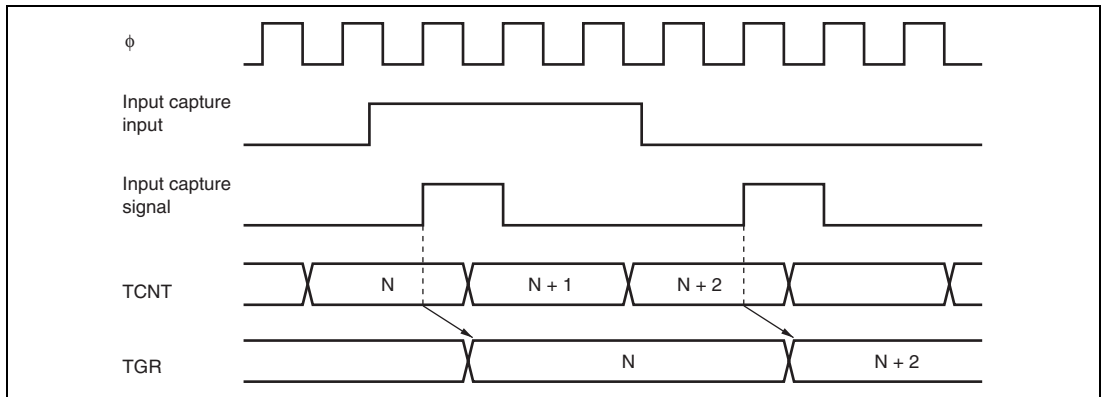 ϕ
Input capture
input
Input capture
signal
TCNT N N + 1 N + 2
TGR N N + 2